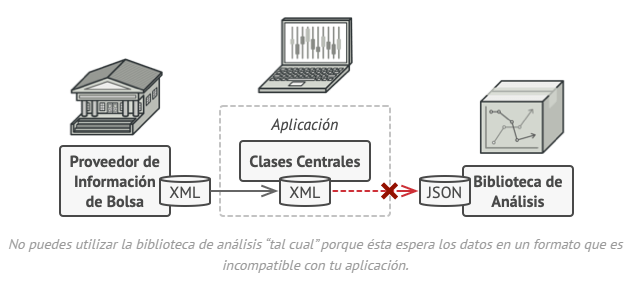 Aplicación
Proveedor de
Información
de Bolsa
XML
Clases Centrales
XML
JSON
Biblioteca de
Análisis
No puedes utilizar la biblioteca de análisis “tal cual” porque ésta espera los datos en un formato que es
incompatible con tu aplicación.